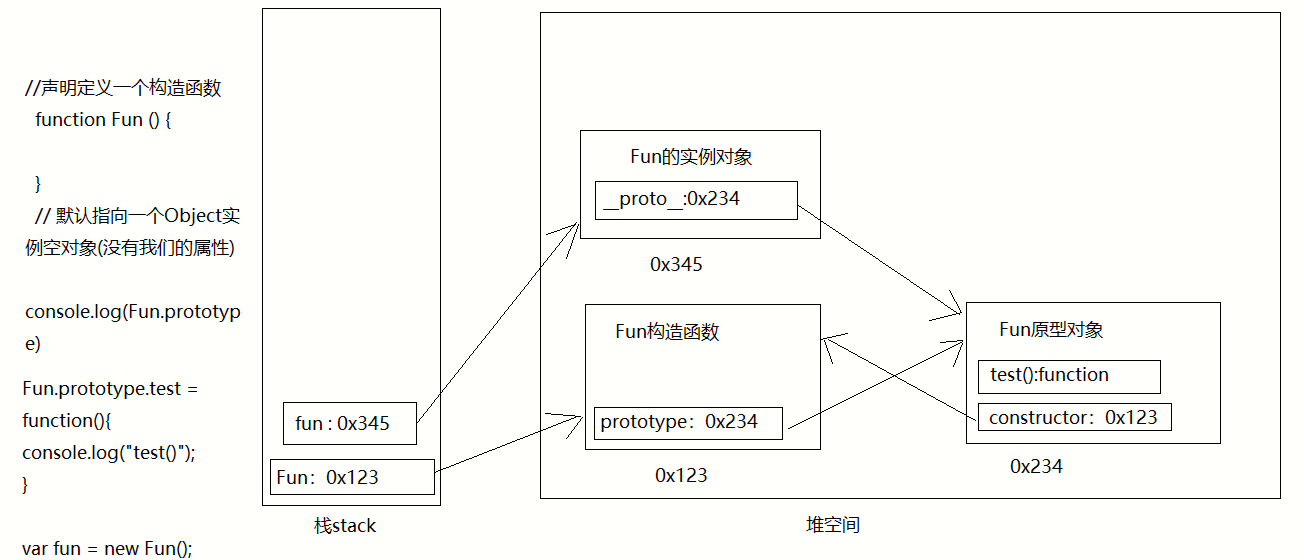 //声明定义一个构造函数
function Fun () {
}
// 默认指向一个Object实
例空对象(没有我们的属性)
console.log(Fun.prototyp
e)
Fun.prototype.test =
function(){
console.log("test()");
}
var fun = new Fun();
fun : 0x345
Fun：0x123
栈stack
Fun的实例对象
__proto__:0x234
0x345
Fun构造函数
prototype：0x234
0x123
Fun原型对象
test():function
constructor：0x123
0x234
堆空间